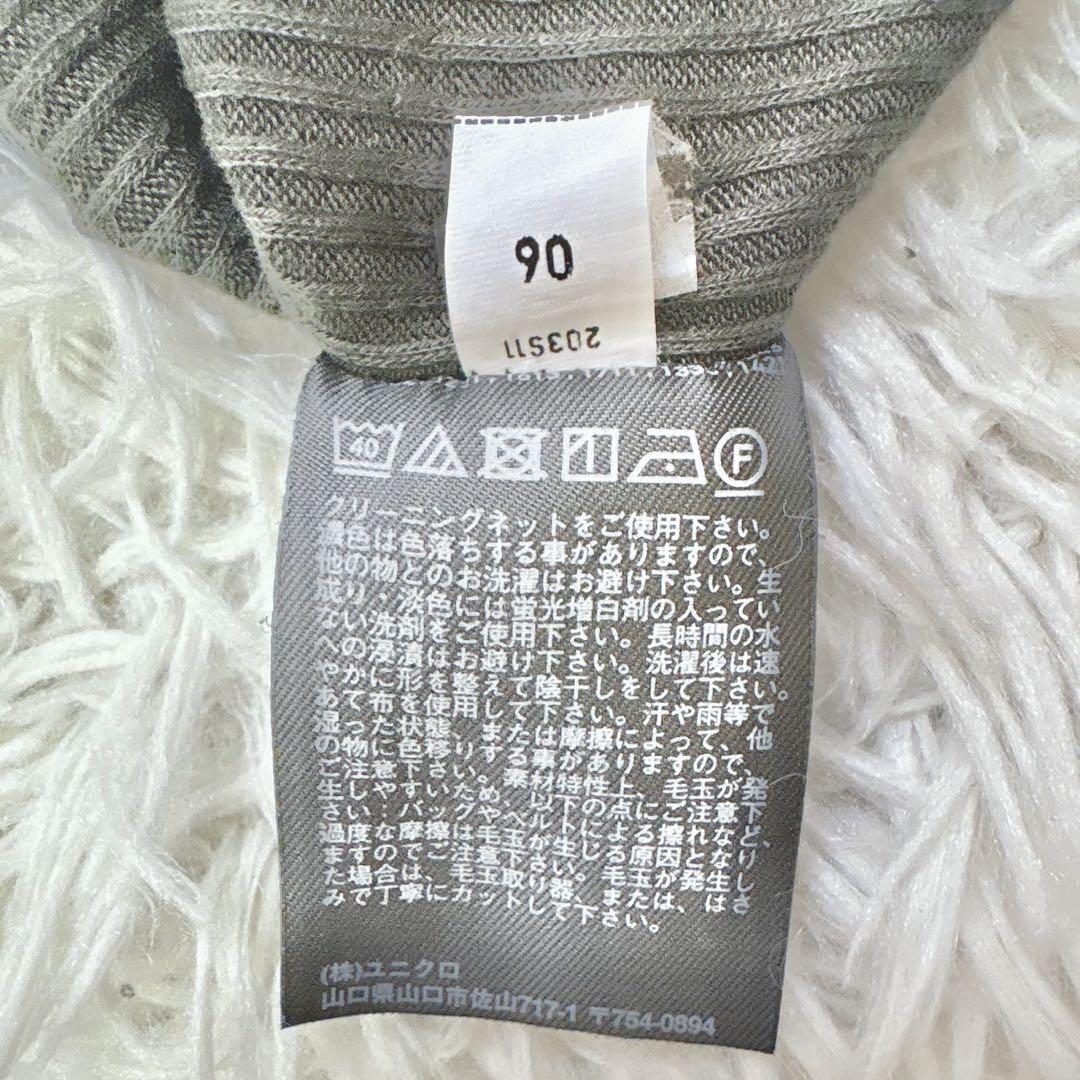 90
203S11
40
F
クリーニングネットをご使用下さい。
濃色は色落ちする事がありますので、
他の物とのお洗濯はお避け下さい。生
成り・淡色には蛍光増白剤の入ってい
ない洗剤をご使用下さい。長時間の水
への浸漬はお避け下さい。洗濯後は速
やかに形を整えて陰干しをして下さい。
あて布を使用して下さい。汗や雨等で
湿った状態 は摩擦によって、他
の物に色移りする事がありますので、
ご注意下さい。素材特性上、毛玉が発
生しやすいため、以下の点にご注意下
さい。バッグやベルトによる擦れなど、
過度な摩擦は毛玉が生じる原因となり
ますのでご注意下さい。毛玉が発生し
た場合は、毛玉取り器、またははさ
みで丁寧にカットして下さい。
(株)ユニクロ
山口県山口市佐山717-1 〒754-0894